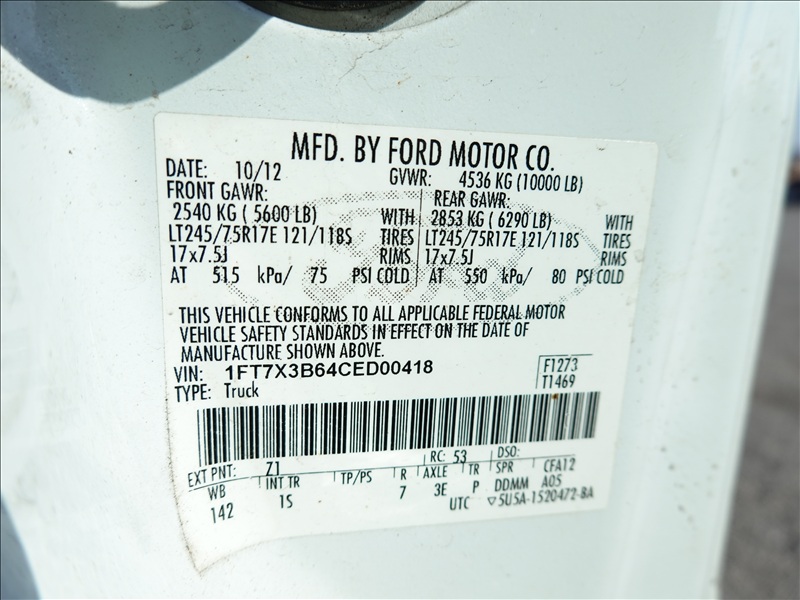 MFD. BY FORD MOTOR CO.
DATE: 10/12 GVWR: 4536 KG (10000 LB)
FRONT GAWR: REAR GAWR:
2540 KG ( 5600 LB) WITH 2853 KG ( 6290 LB) WITH
LT245/75R17E 121/118S TIRES LT245/75R17E 121/118S TIRES
17x7.5J RIMS 17x7.5J RIMS
AT 515 kPa/ 75 PSI COLD AT 550 kPa/ 80 PSI COLD
THIS VEHICLE CONFORMS TO ALL APPLICABLE FEDERAL MOTOR
VEHICLE SAFETY STANDARDS IN EFFECT ON THE DATE OF
MANUFACTURE SHOWN ABOVE.
VIN: 1FT7X3B64CED00418 F1273
TYPE: Truck T1469
EXT PNT: Z1 RC: 53 DSO:
WB INT TR TP/PS R AXLE TR SPR CFA12
142 1S 7 3E P DDMM A05
UTC ▽5U5A-1520472-BA